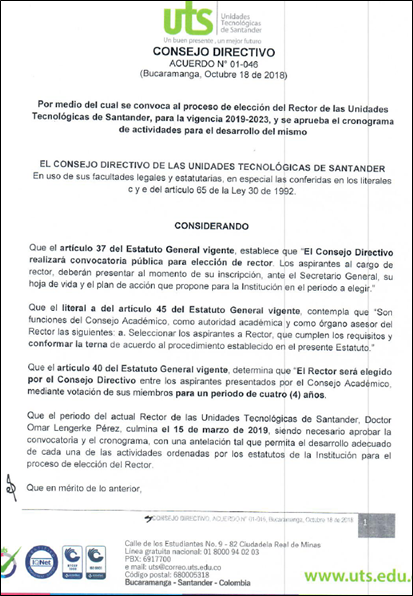 uts Unidades
Tecnológicas
de Santander
Un buen presente , un mejor futuro
CONSEJO DIRECTIVO
ACUERDO N° 01-046
(Bucaramanga, Octubre 18 de 2018)
Por medio del cual se convoca al proceso de elección del Rector de las Unidades
Tecnológicas de Santander, para la vigencia 2019-2023, y se aprueba el cronograma
de actividades para el desarrollo del mismo
EL CONSEJO DIRECTIVO DE LAS UNIDADES TECNOLÓGICAS DE SANTANDER
En uso de sus facultades legales y estatutarias, en especial las conferidas en los literales
c y e del artículo 65 de la Ley 30 de 1992.
CONSIDERANDO
Que el artículo 37 del Estatuto General vigente, establece que "El Consejo Directivo
realizará convocatoria pública para elección de rector. Los aspirantes al cargo de
rector, deberán presentar al momento de su inscripción, ante el Secretario General, su
hoja de vida y el plan de acción que propone para la Institución en el periodo a elegir."
Que el literal a del artículo 45 del Estatuto General vigente, contempla que "Son
funciones del Consejo Académico, como autoridad académica y como órgano asesor del
Rector las siguientes: a. Seleccionar los aspirantes a Rector, que cumplen los requisitos y
conformar la terna de acuerdo al procedimiento establecido en el presente Estatuto."
Que el artículo 40 del Estatuto General vigente, determina que "El Rector será elegido
por el Consejo Directivo entre los aspirantes presentados por el Consejo Académico,
mediante votación de sus miembros para un periodo de cuatro (4) años.
Que el periodo del actual Rector de las Unidades Tecnológicas de Santander, Doctor
Omar Lengerke Pérez, culmina el 15 de marzo de 2019, siendo necesario aprobar la
convocatoria y el cronograma, con una antelación tal que permita el desarrollo adecuado
de cada una de las actividades ordenadas por los estatutos de la Institución para el
proceso de elección del Rector.
Que en mérito de lo anterior,
CONSEJO DIRECTIVO, ACUERDO N° 01-046, Bucaramanga, Octubre 18 de 2018 1
Calle de los Estudiantes No. 9 - 82 Ciudadela Real de Minas
Línea gratuita nacional: 01 8000 94 02 03
PBX: 6917700
e mail: uts@correo.uts.edu.co
Código postal: 680005318
Bucaramanga - Santander - Colombia
IQNet
www.uts.edu.